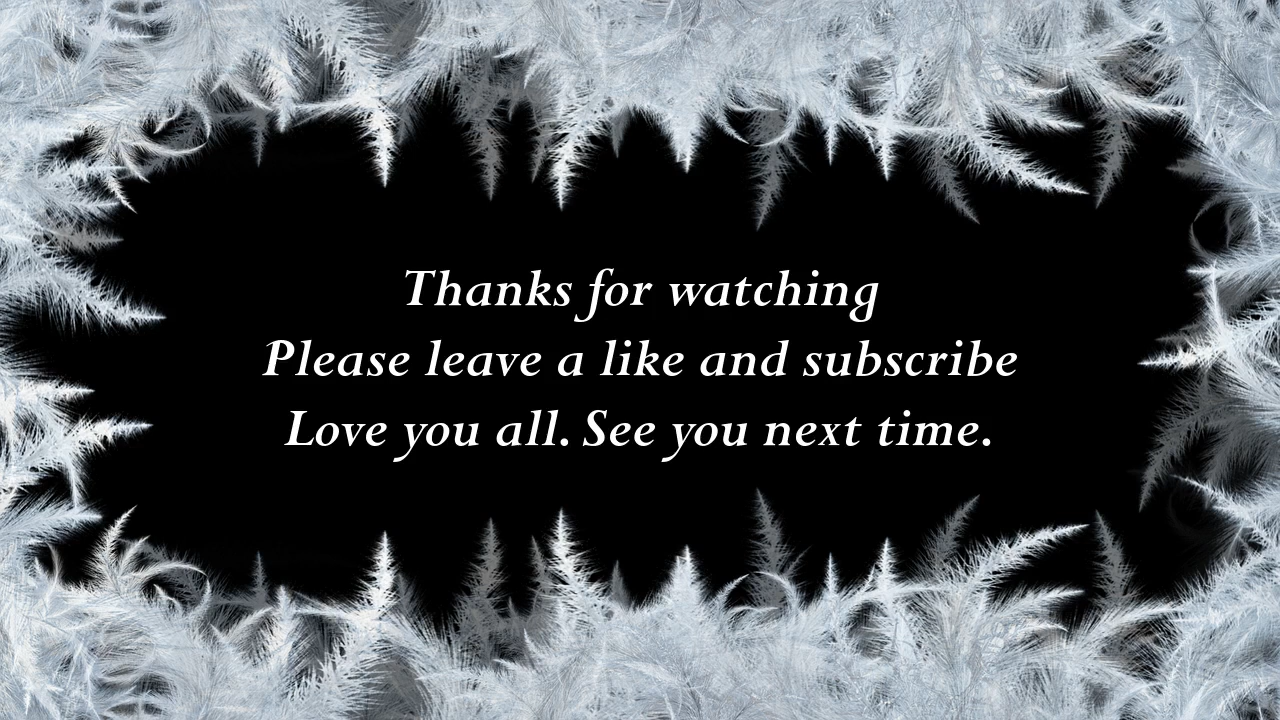 Thanks for watching
Please leave a like and subscribe
Love you all. See you next time.